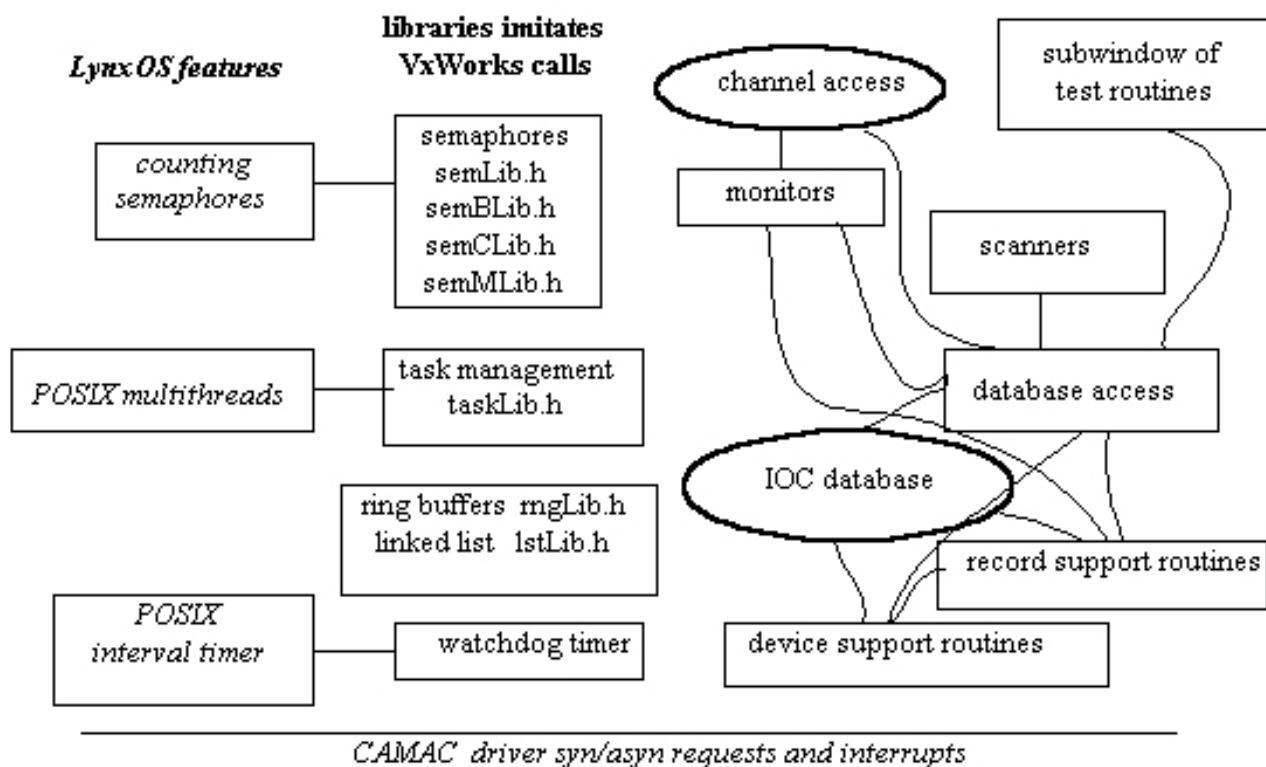 LynxOS features
libraries imitates
VxWorks calls
counting
semaphores
semaphores
semLib.h
semBLib.h
semCLib.h
semMLib.h
POSIX multithreads
task management
taskLib.h
ring buffers rngLib.h
linked list lstLib.h
POSIX
interval timer
watchdog timer
channel access
subwindow of
test routines
monitors
scanners
database access
IOC database
record support routines
device support routines
CAMAC driver syn/asyn requests and interrupts